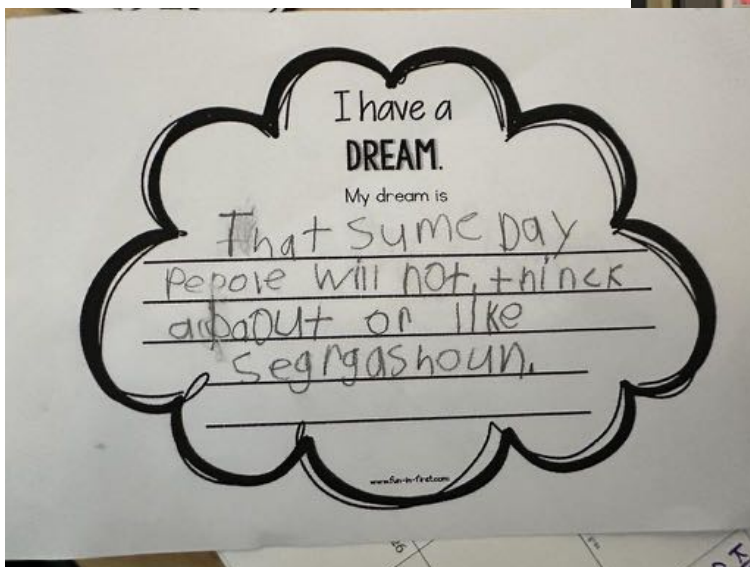 I have a
DREAM.
My dream is
That sume Day
pepole will not thinck
abaout or like
segrgashoun.
www.fun-in-first.com